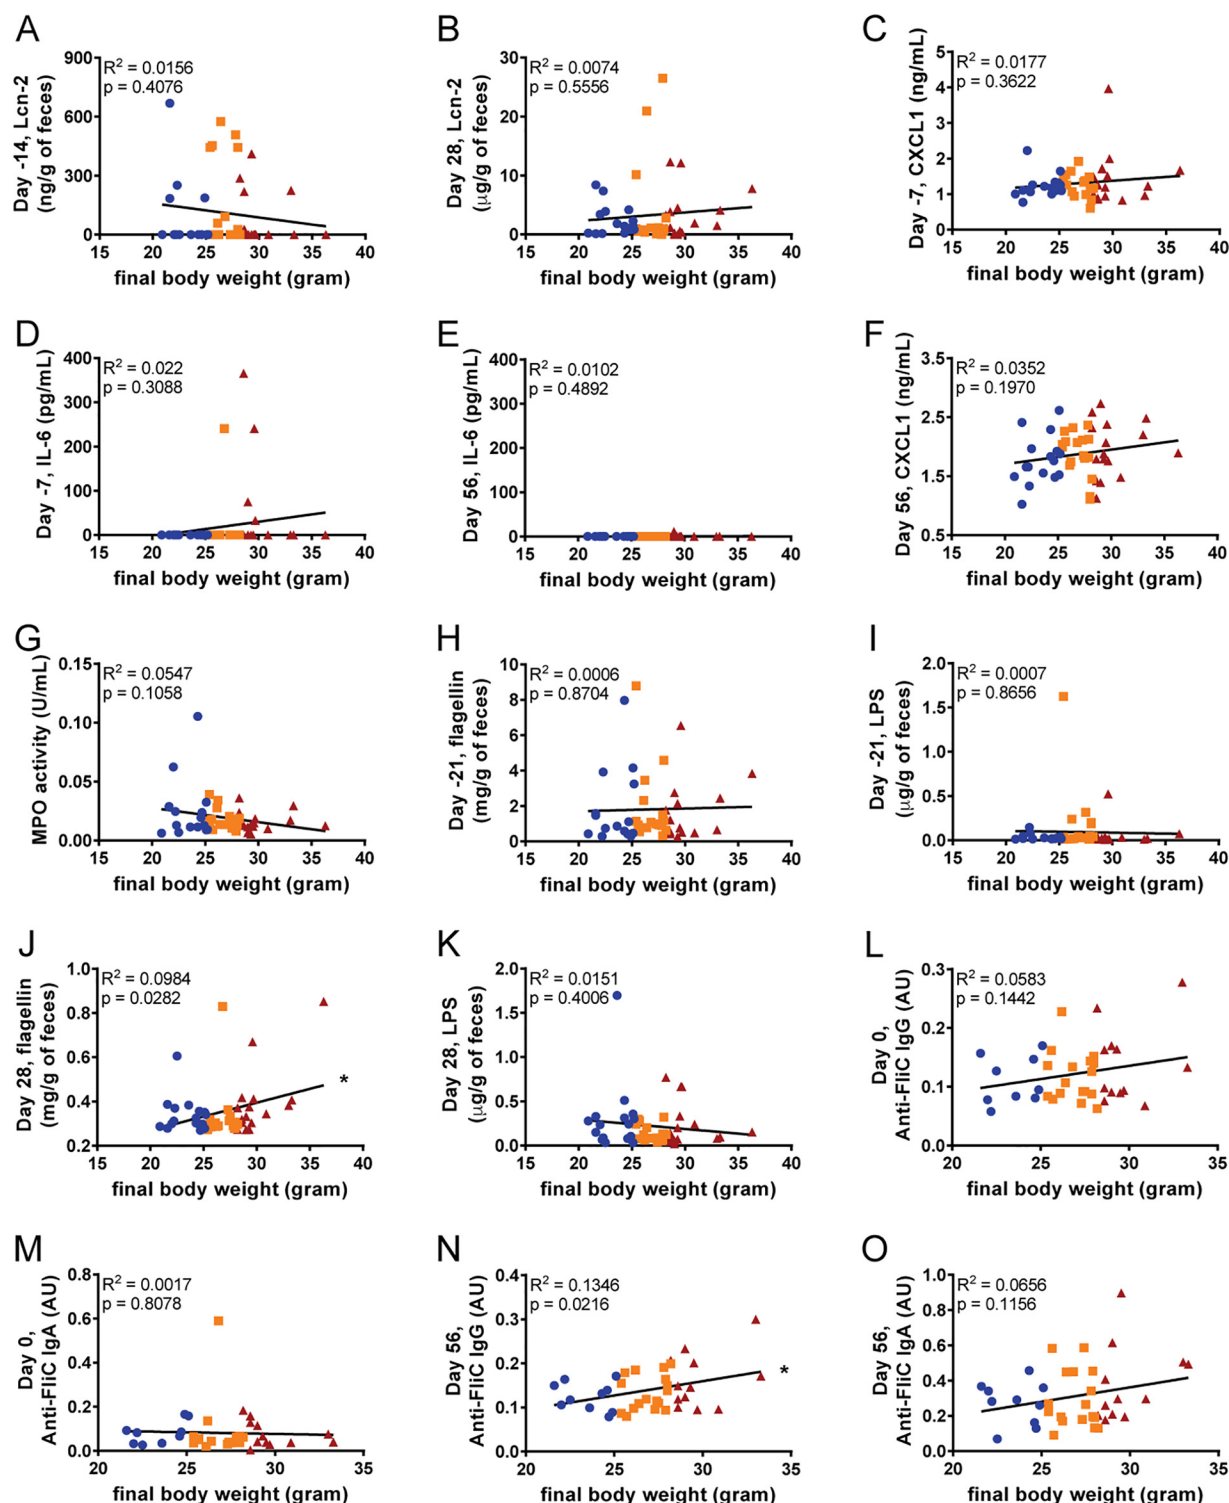 A
Day -14, Lcn-2
(ng/g of feces)
900
600
300
0
R² = 0.0156
p = 0.4076
15 20 25 30 35 40
final body weight (gram)
B
Day 28, Lcn-2
(μg/g of feces)
30
20
10
0
R² = 0.0074
p = 0.5556
15 20 25 30 35 40
final body weight (gram)
C
Day -7, CXCL1 (ng/mL)
5
4
3
2
1
0
R² = 0.0177
p = 0.3622
15 20 25 30 35 40
final body weight (gram)
D
Day -7, IL-6 (pg/mL)
400
300
200
100
0
R² = 0.022
p = 0.3088
15 20 25 30 35 40
final body weight (gram)
E
Day 56, IL-6 (pg/mL)
400
300
200
100
0
R² = 0.0102
p = 0.4892
15 20 25 30 35 40
final body weight (gram)
F
Day 56, CXCL1 (ng/mL)
3.5
2.5
1.5
0.5
R² = 0.0352
p = 0.1970
15 20 25 30 35 40
final body weight (gram)
G
MPO activity (U/mL)
0.15
0.10
0.05
0.00
R² = 0.0547
p = 0.1058
15 20 25 30 35 40
final body weight (gram)
H
Day -21, flagellin
(mg/g of feces)
10
8
6
4
2
0
R² = 0.0006
p = 0.8704
15 20 25 30 35 40
final body weight (gram)
I
Day -21, LPS
(μg/g of feces)
2.0
1.5
1.0
0.5
0.0
R² = 0.0007
p = 0.8656
15 20 25 30 35 40
final body weight (gram)
J
Day 28, flagellin
(mg/g of feces)
1.0
0.8
0.6
0.4
0.2
R² = 0.0984
p = 0.0282
*
15 20 25 30 35 40
final body weight (gram)
K
Day 28, LPS
(μg/g of feces)
2.0
1.5
1.0
0.5
0.0
R² = 0.0151
p = 0.4006
15 20 25 30 35 40
final body weight (gram)
L
Day 0,
Anti-FliC IgG (AU)
0.3
0.2
0.1
0.0
R² = 0.0583
p = 0.1442
20 25 30 35
final body weight (gram)
M
Day 0,
Anti-FliC IgA (AU)
0.8
0.6
0.4
0.2
0.0
R² = 0.0017
p = 0.8078
20 25 30 35
final body weight (gram)
N
Day 56,
Anti-FliC IgG (AU)
0.4
0.3
0.2
0.1
0.0
R² = 0.1346
p = 0.0216
*
20 25 30 35
final body weight (gram)
O
Day 56,
Anti-FliC IgA (AU)
1.0
0.8
0.6
0.4
0.2
0.0
R² = 0.0656
p = 0.1156
20 25 30 35
final body weight (gram)